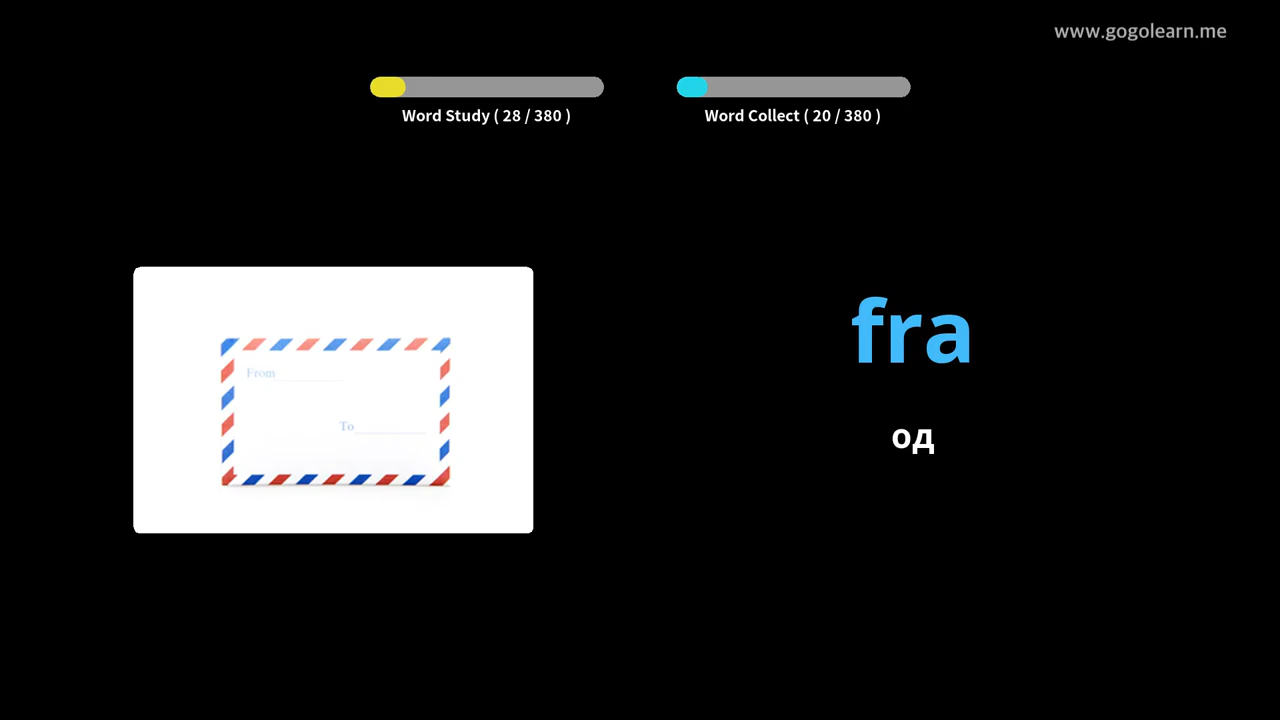 www.gogolearn.me
Word Study ( 28 / 380 )
Word Collect ( 20 / 380 )
From
To
fra
од